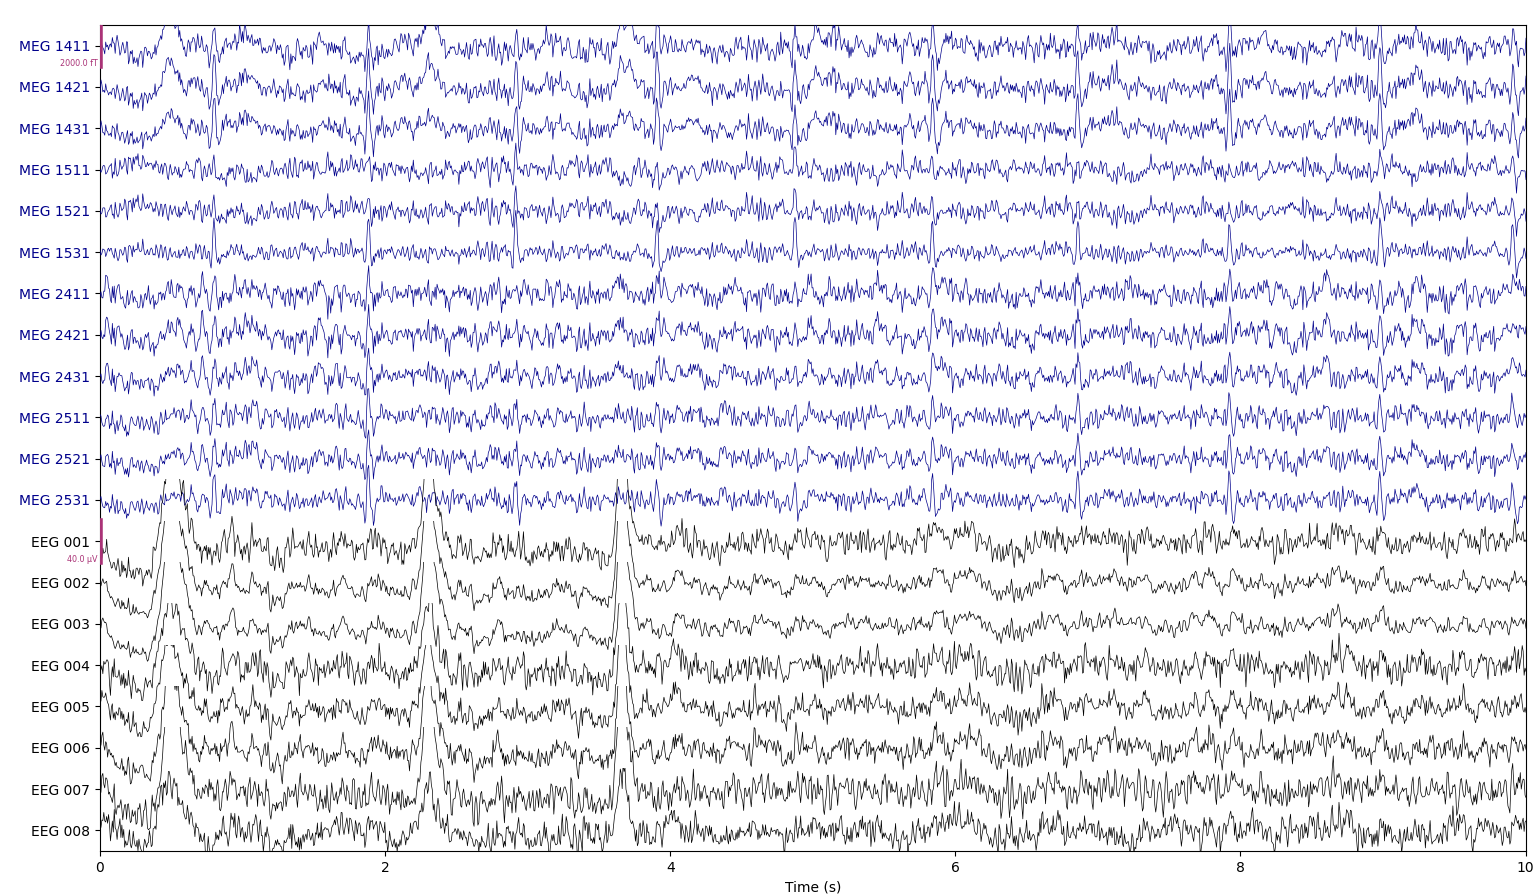 MEG 1411
2000.0 fT
MEG 1421
MEG 1431
MEG 1511
MEG 1521
MEG 1531
MEG 2411
MEG 2421
MEG 2431
MEG 2511
MEG 2521
MEG 2531
EEG 001
40.0 µV
EEG 002
EEG 003
EEG 004
EEG 005
EEG 006
EEG 007
EEG 008
0 2 4 6 8 10
Time (s)